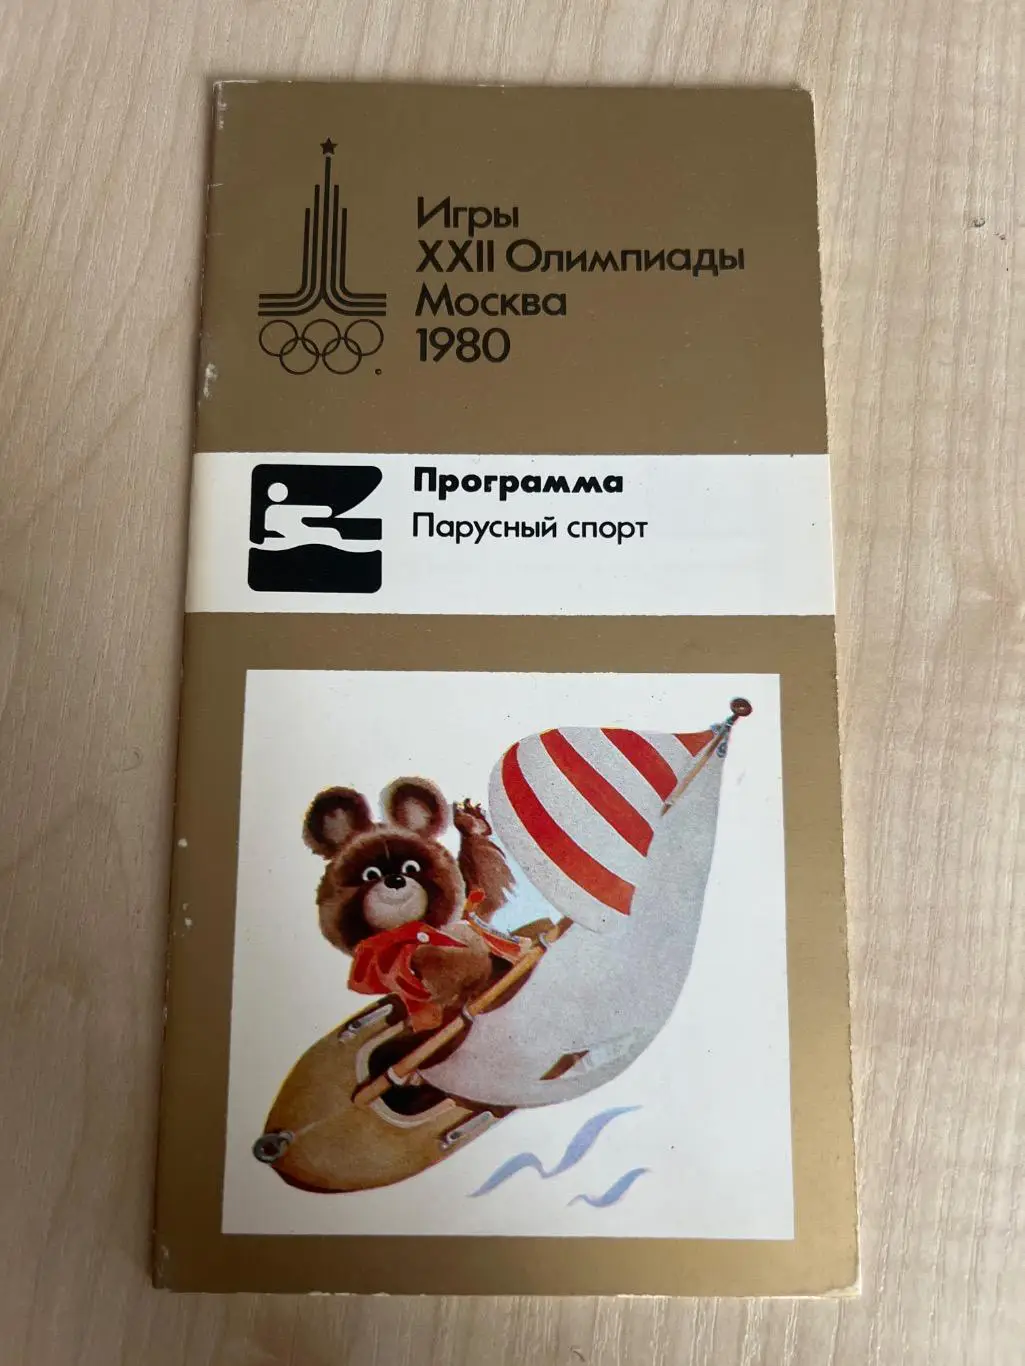 Игры
XXII Олимпиады
Москва
1980
Программа
Парусный спорт